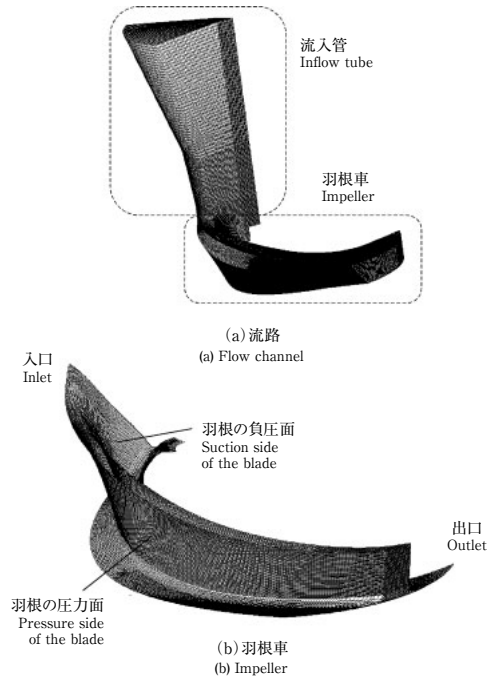 流入管
Inflow tube
羽根車
Impeller
(a)流路
(a) Flow channel
入口
Inlet
羽根の負圧面
Suction side
of the blade
出口
Outlet
羽根の圧力面
Pressure side
of the blade
(b)羽根車
(b) Impeller